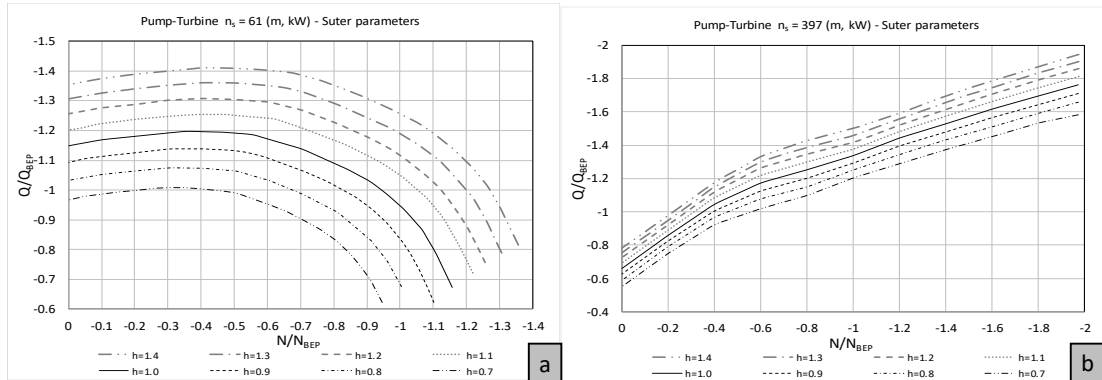 Pump-Turbine n_s = 61 (m, kW) - Suter parameters
-1.5
-1.4
-1.3
-1.2
-1.1
-1
-0.9
-0.8
-0.7
-0.6
Q/Q_BEP
0 -0.1 -0.2 -0.3 -0.4 -0.5 -0.6 -0.7 -0.8 -0.9 -1 -1.1 -1.2 -1.3 -1.4
N/N_BEP
h=1.4 h=1.3 h=1.2 h=1.1
h=1.0 h=0.9 h=0.8 h=0.7
a
Pump-Turbine n_s = 397 (m, kW) - Suter parameters
-2
-1.8
-1.6
-1.4
-1.2
-1
-0.8
-0.6
-0.4
Q/Q_BEP
0 -0.2 -0.4 -0.6 -0.8 -1 -1.2 -1.4 -1.6 -1.8 -2
N/N_BEP
h=1.4 h=1.3 h=1.2 h=1.1
h=1.0 h=0.9 h=0.8 h=0.7
b